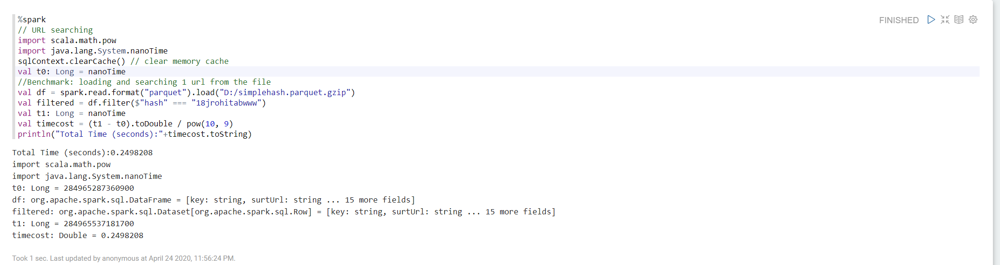 %spark
FINISHED
// URL searching
import scala.math.pow
import java.lang.System.nanoTime
sqlContext.clearCache() // clear memory cache
val t0: Long = nanoTime
//Benchmark: loading and searching 1 url from the file
val df = spark.read.format("parquet").load("D:/simplehash.parquet.gzip")
val filtered = df.filter($"hash" === "18jrohitabwww")
val t1: Long = nanoTime
val timecost = (t1 - t0).toDouble / pow(10, 9)
println("Total Time (seconds):"+timecost.toString)
Total Time (seconds):0.2498208
import scala.math.pow
import java.lang.System.nanoTime
t0: Long = 284965287360900
df: org.apache.spark.sql.DataFrame = [key: string, surtUrl: string ... 15 more fields]
filtered: org.apache.spark.sql.Dataset[org.apache.spark.sql.Row] = [key: string, surtUrl: string ... 15 more fields]
t1: Long = 284965537181700
timecost: Double = 0.2498208
Took 1 sec. Last updated by anonymous at April 24 2020, 11:56:24 PM.